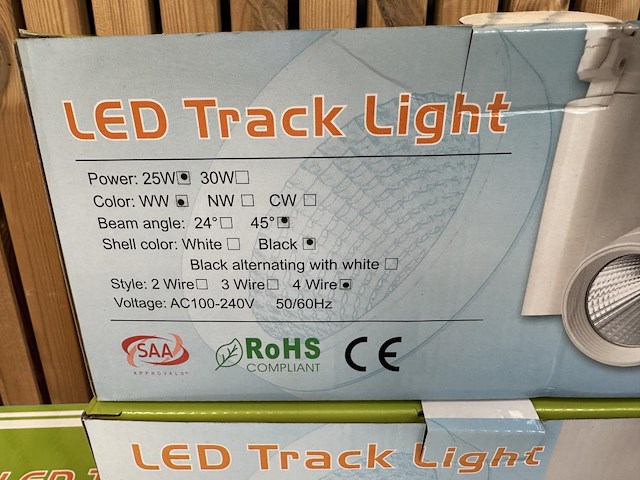 LED Track Light
Power: 25W 30W
Color: WW NW CW
Beam angle: 24° 45°
Shell color: White Black
Black alternating with white
Style: 2 Wire 3 Wire 4 Wire
Voltage: AC100-240V 50/60Hz
SAA
APPROVALS
RoHS
COMPLIANT
CE
LED Track Light
LED T